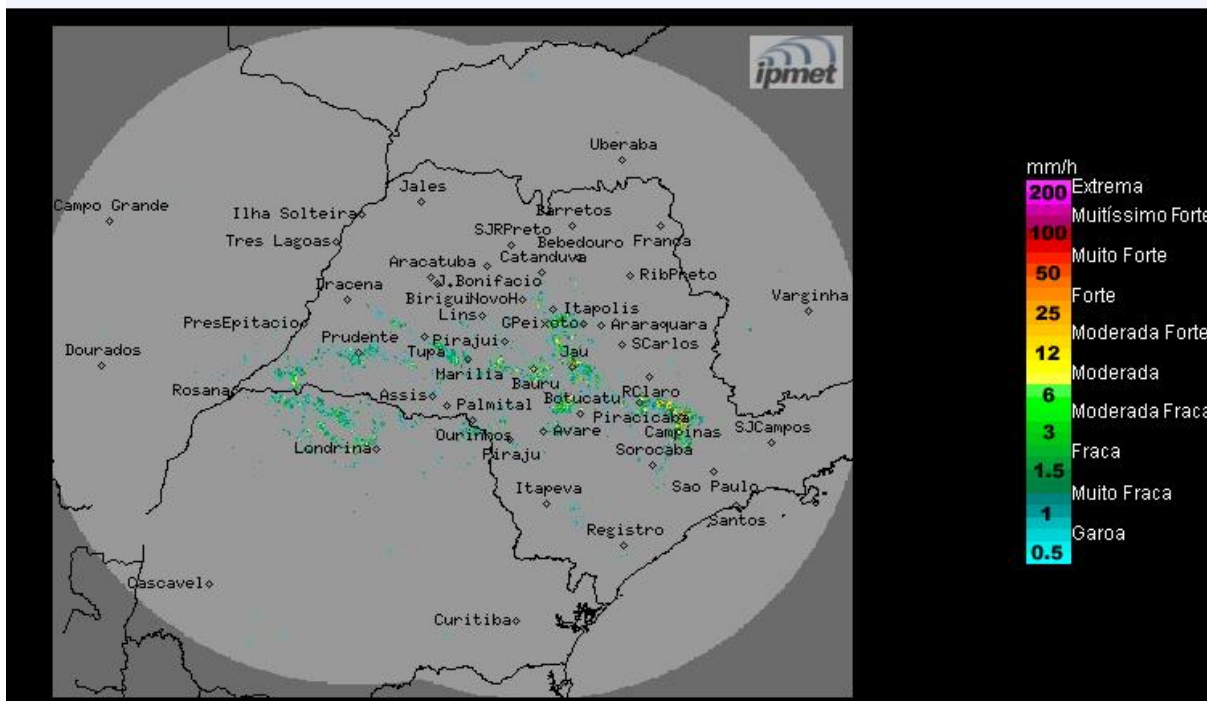 ipmet
Uberaba
Jales
Campo Grande
Ilha Solteira
Barretos
SJRPreto
Tres Lagoas
Bebedouro
Franca
Catanduva
Aracatuba
J.Bonifacio
RibPreto
Dracena
Birigui
NovoH
Varginha
Itapolis
Lins
GPeixoto
Araraquara
PresEpitacio
Prudente
Pirajui
SCarlos
Dourados
Tupa
Jau
Marilia
Bauru
Rosana
Assis
RClaro
Botucatu
Palmital
Piracicaba
SJCampos
Ourinhos
Avare
Campinas
Londrina
Piraju
Sorocaba
Itapeva
Sao Paulo
Santos
Registro
Cascavel
Curitiba
mm/h
200 Extrema
Muitíssimo Forte
100
Muito Forte
50
Forte
25
Moderada Forte
12
Moderada
6
Moderada Fraca
3
Fraca
1.5
Muito Fraca
1
Garoa
0.5